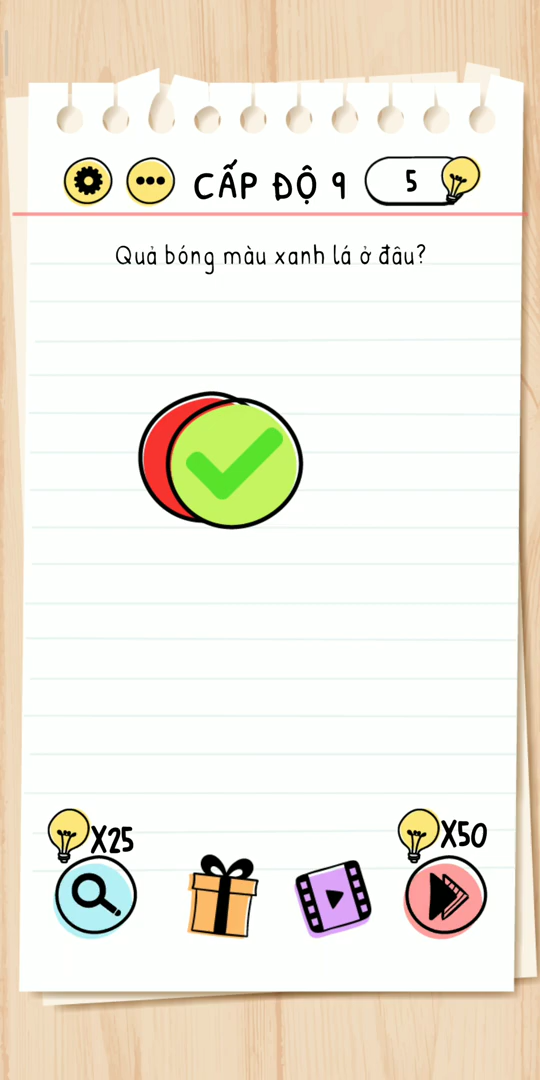 CẤP ĐỘ 9
5
Quả bóng màu xanh lá ở đâu?
X25
X50